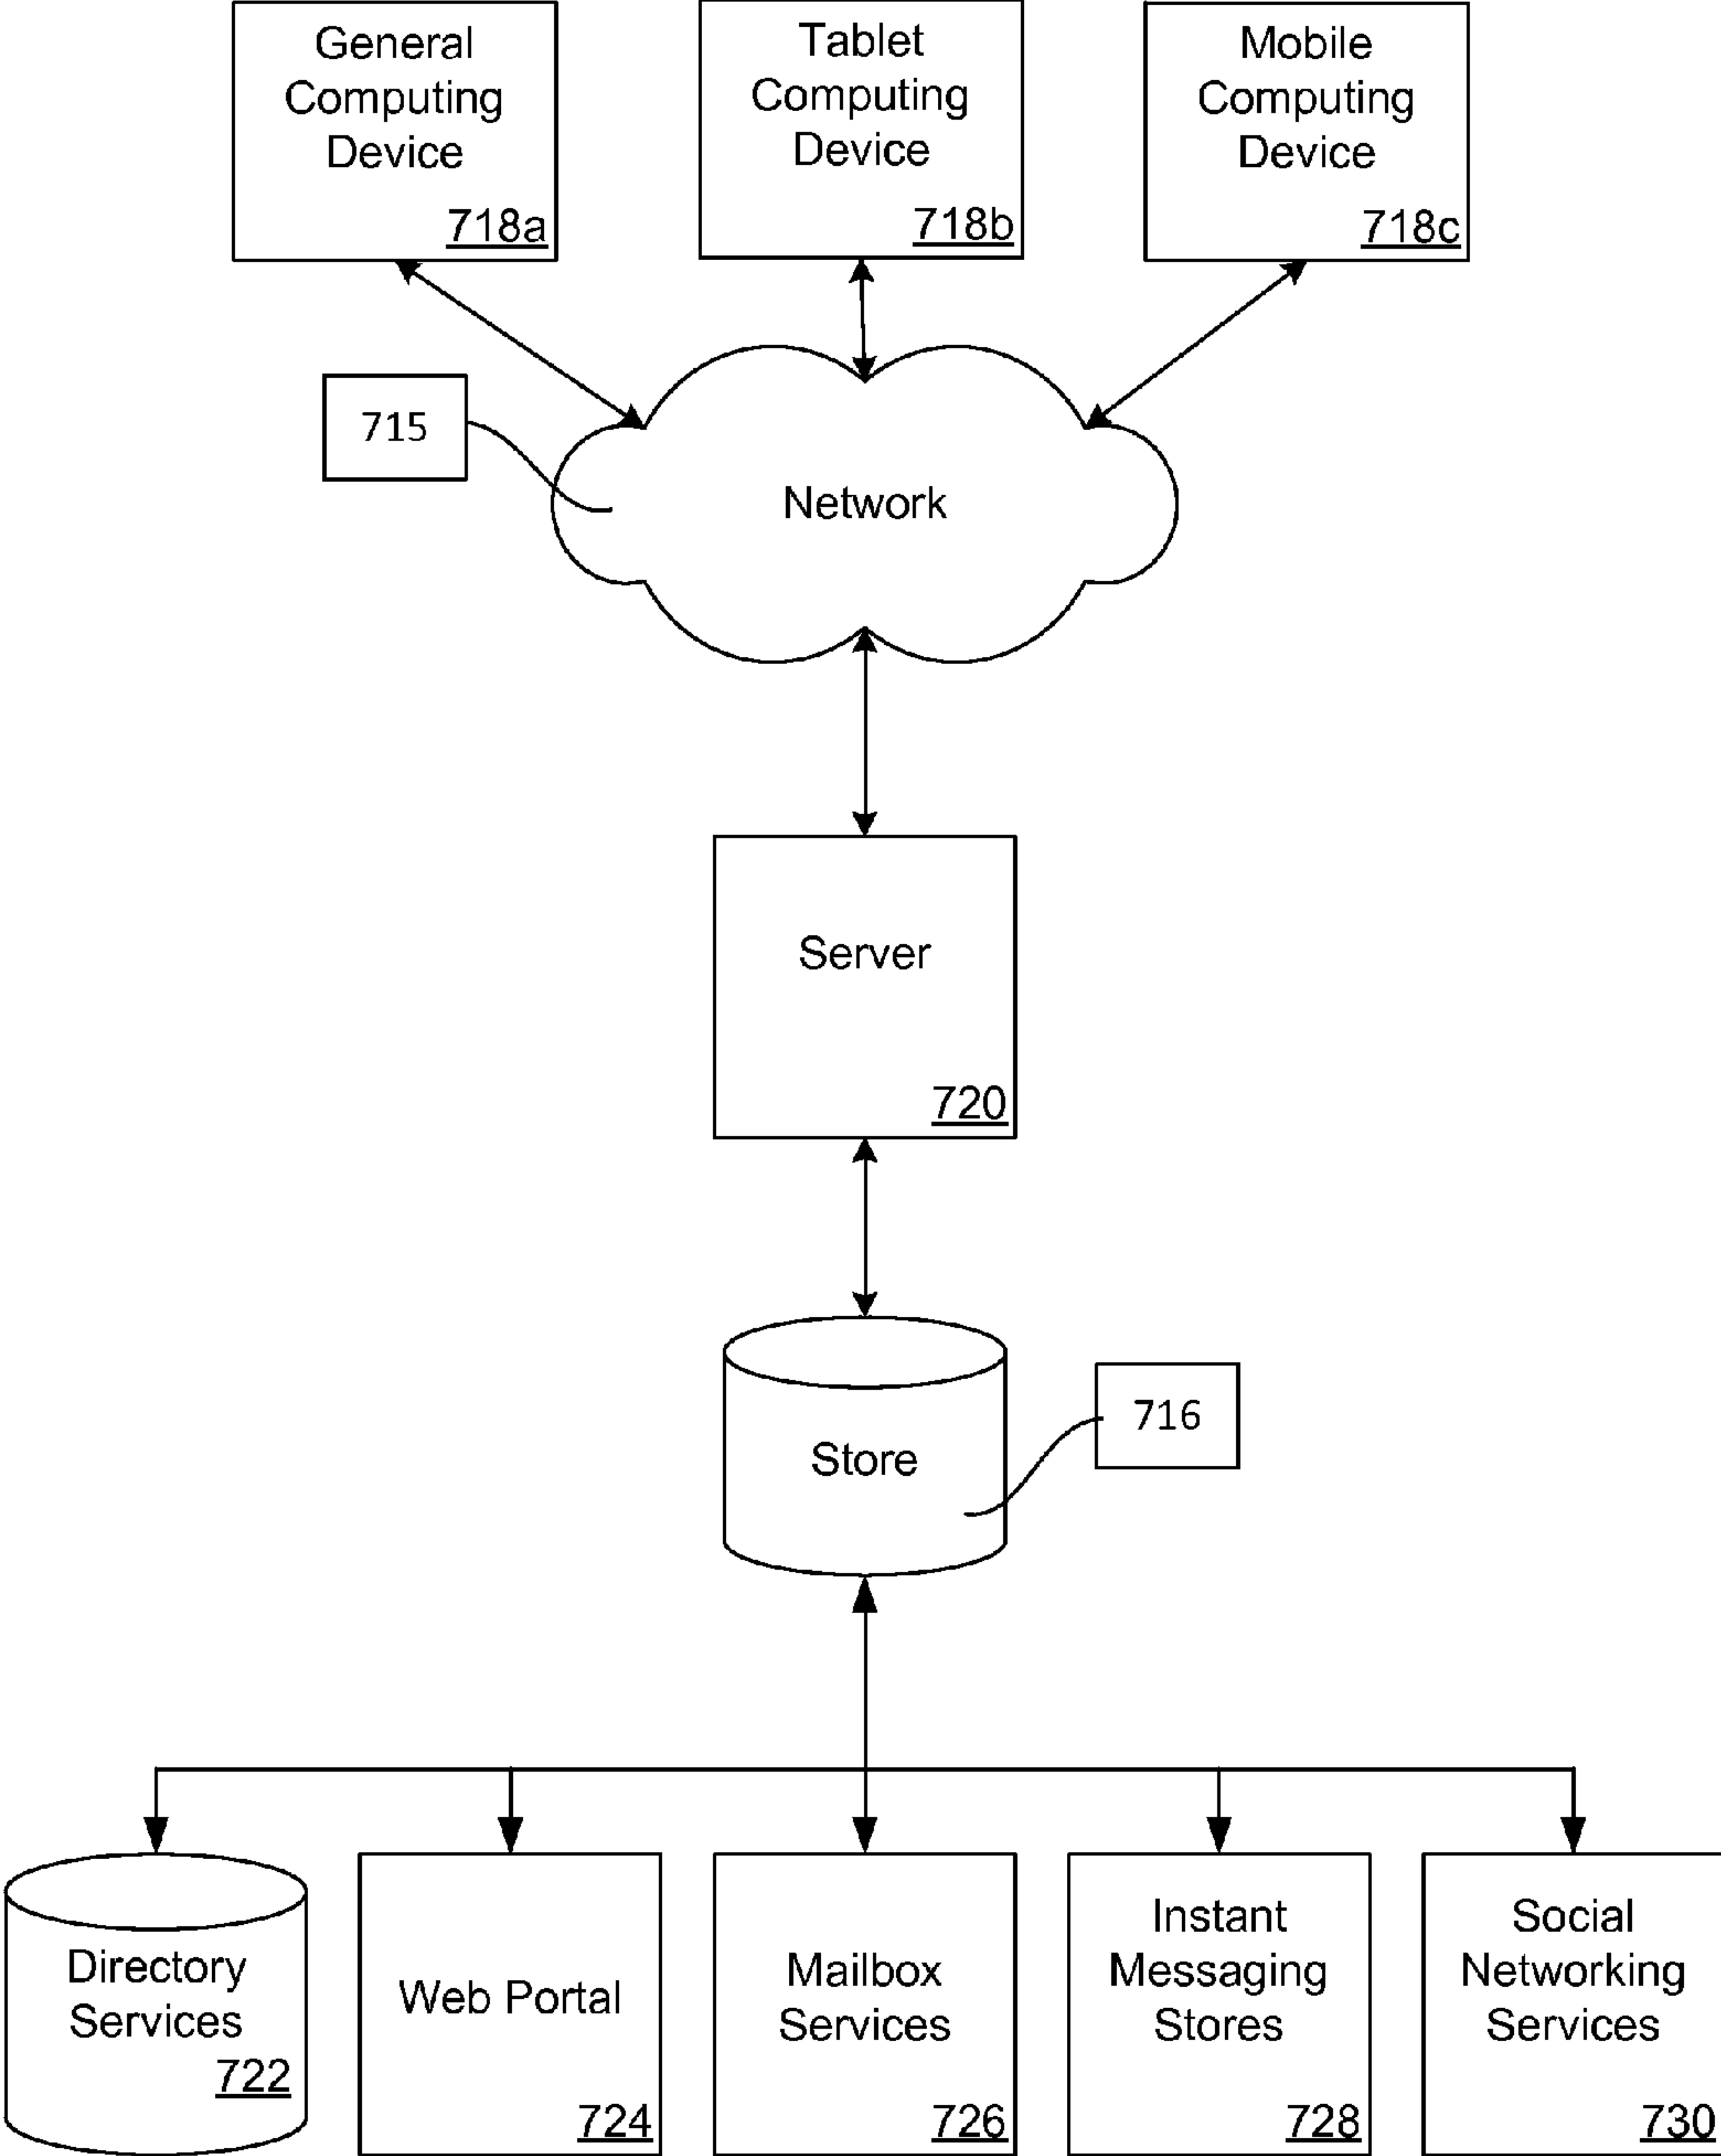 General
Computing
Device
718a
Tablet
Computing
Device
718b
Mobile
Computing
Device
718c
715
Network
Server
720
Store
716
Directory
Services
722
Web Portal
724
Mailbox
Services
726
Instant
Messaging
Stores
728
Social
Networking
Services
730